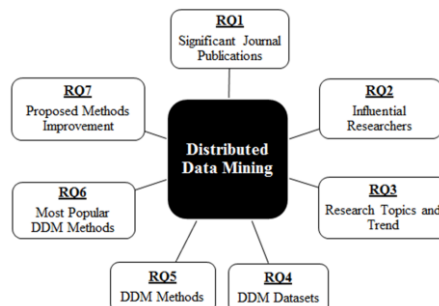 RQ1
Significant Journal
Publications
RQ7
Proposed Methods
Improvement
RQ2
Influential
Researchers
Distributed
Data Mining
RQ6
Most Popular
DDM Methods
RQ3
Research Topics and
Trend
RQ5
DDM Methods
RQ4
DDM Datasets